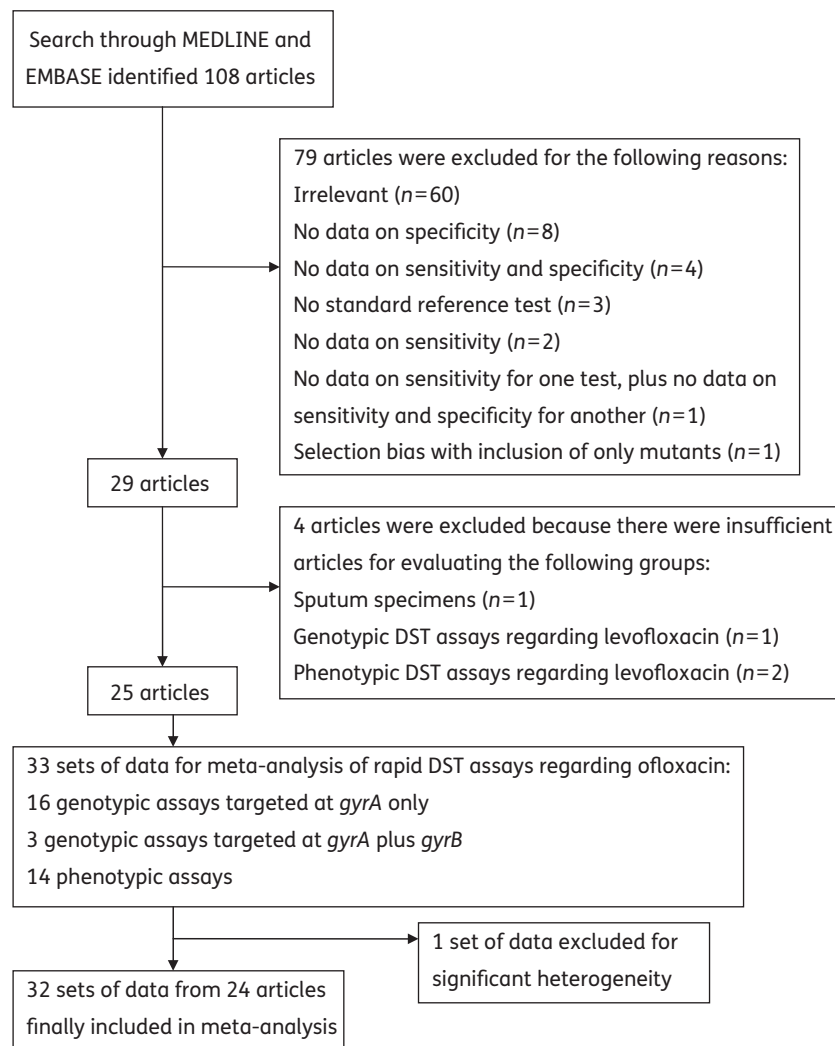 Search through MEDLINE and
EMBASE identified 108 articles
79 articles were excluded for the following reasons:
Irrelevant (n=60)
No data on specificity (n=8)
No data on sensitivity and specificity (n=4)
No standard reference test (n=3)
No data on sensitivity (n=2)
No data on sensitivity for one test, plus no data on
sensitivity and specificity for another (n=1)
Selection bias with inclusion of only mutants (n=1)
29 articles
4 articles were excluded because there were insufficient
articles for evaluating the following groups:
Sputum specimens (n=1)
Genotypic DST assays regarding levofloxacin (n=1)
Phenotypic DST assays regarding levofloxacin (n=2)
25 articles
33 sets of data for meta-analysis of rapid DST assays regarding ofloxacin:
16 genotypic assays targeted at gyrA only
3 genotypic assays targeted at gyrA plus gyrB
14 phenotypic assays
1 set of data excluded for
significant heterogeneity
32 sets of data from 24 articles
finally included in meta-analysis